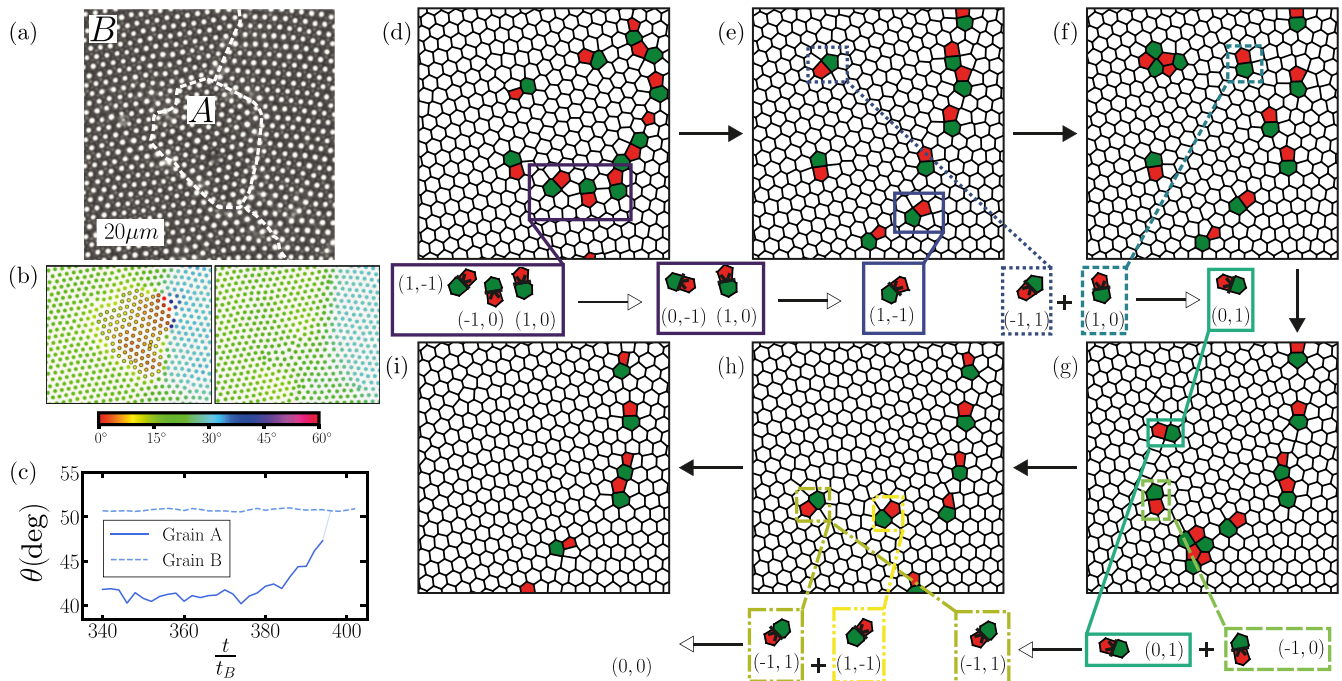 (a)
B
A
20μm
(b)
0° 15° 30° 45° 60°
(c)
55
50
45
40
θ(deg)
Grain A
Grain B
340 360 380 400
t/t_B
(d)
(e)
(f)
(1,-1)
(-1, 0) (1, 0)
(0,-1) (1, 0)
(1,-1)
(-1, 1) + (1, 0)
(0, 1)
(i)
(h)
(g)
(0, 0)
(-1, 1) + (1,-1)
(-1, 1)
(0, 1) + (-1, 0)